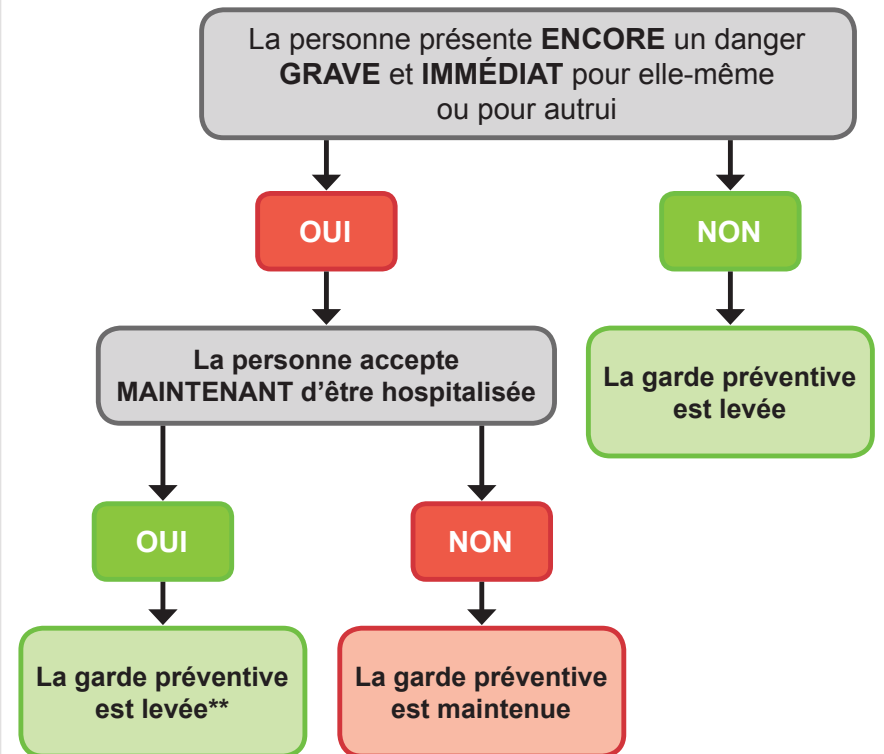 La personne présente ENCORE un danger
GRAVE et IMMÉDIAT pour elle-même
ou pour autrui
OUI
NON
La personne accepte
MAINTENANT d'être hospitalisée
La garde préventive
est levée
OUI
NON
La garde préventive
est levée**
La garde préventive
est maintenue